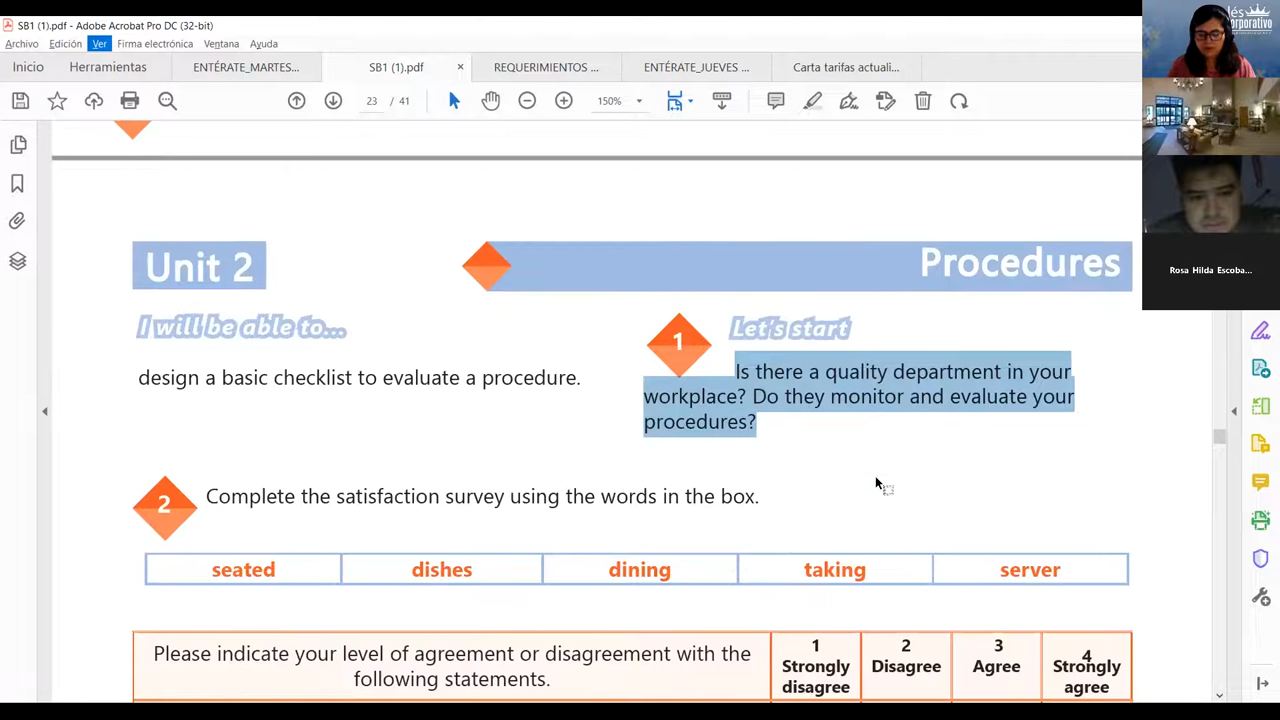 SB1 (1).pdf - Adobe Acrobat Pro DC (32-bit)
Archivo Edición Ver Firma electrónica Ventana Ayuda
Inicio Herramientas ENTÉRATE_MARTES... SB1 (1).pdf × REQUERIMIENTOS ... ENTÉRATE_JUEVES ... Carta tarifas actuali...
23 / 41 150%
Unit 2
Procedures
I will be able to...
design a basic checklist to evaluate a procedure.
1 Let's start
Is there a quality department in your
workplace? Do they monitor and evaluate your
procedures?
2 Complete the satisfaction survey using the words in the box.
seated dishes dining taking server
Please indicate your level of agreement or disagreement with the
following statements.
1
Strongly
disagree
2
Disagree
3
Agree
4
Strongly
agree
Rosa Hilda Escoba...